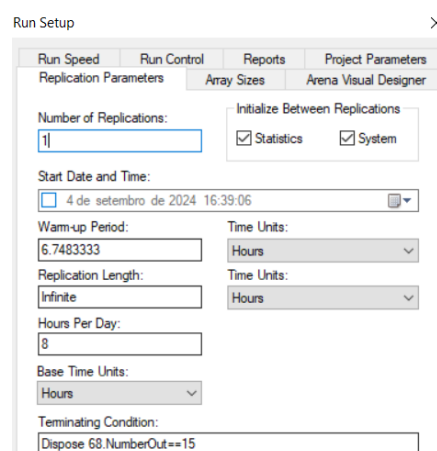 Run Setup
Run Speed Run Control Reports Project Parameters
Replication Parameters Array Sizes Arena Visual Designer
Number of Replications:
1
Initialize Between Replications
Statistics System
Start Date and Time:
4 de setembro de 2024 16:39:06
Warm-up Period: Time Units:
6.7483333 Hours
Replication Length: Time Units:
Infinite Hours
Hours Per Day:
8
Base Time Units:
Hours
Terminating Condition:
Dispose 68.NumberOut==15